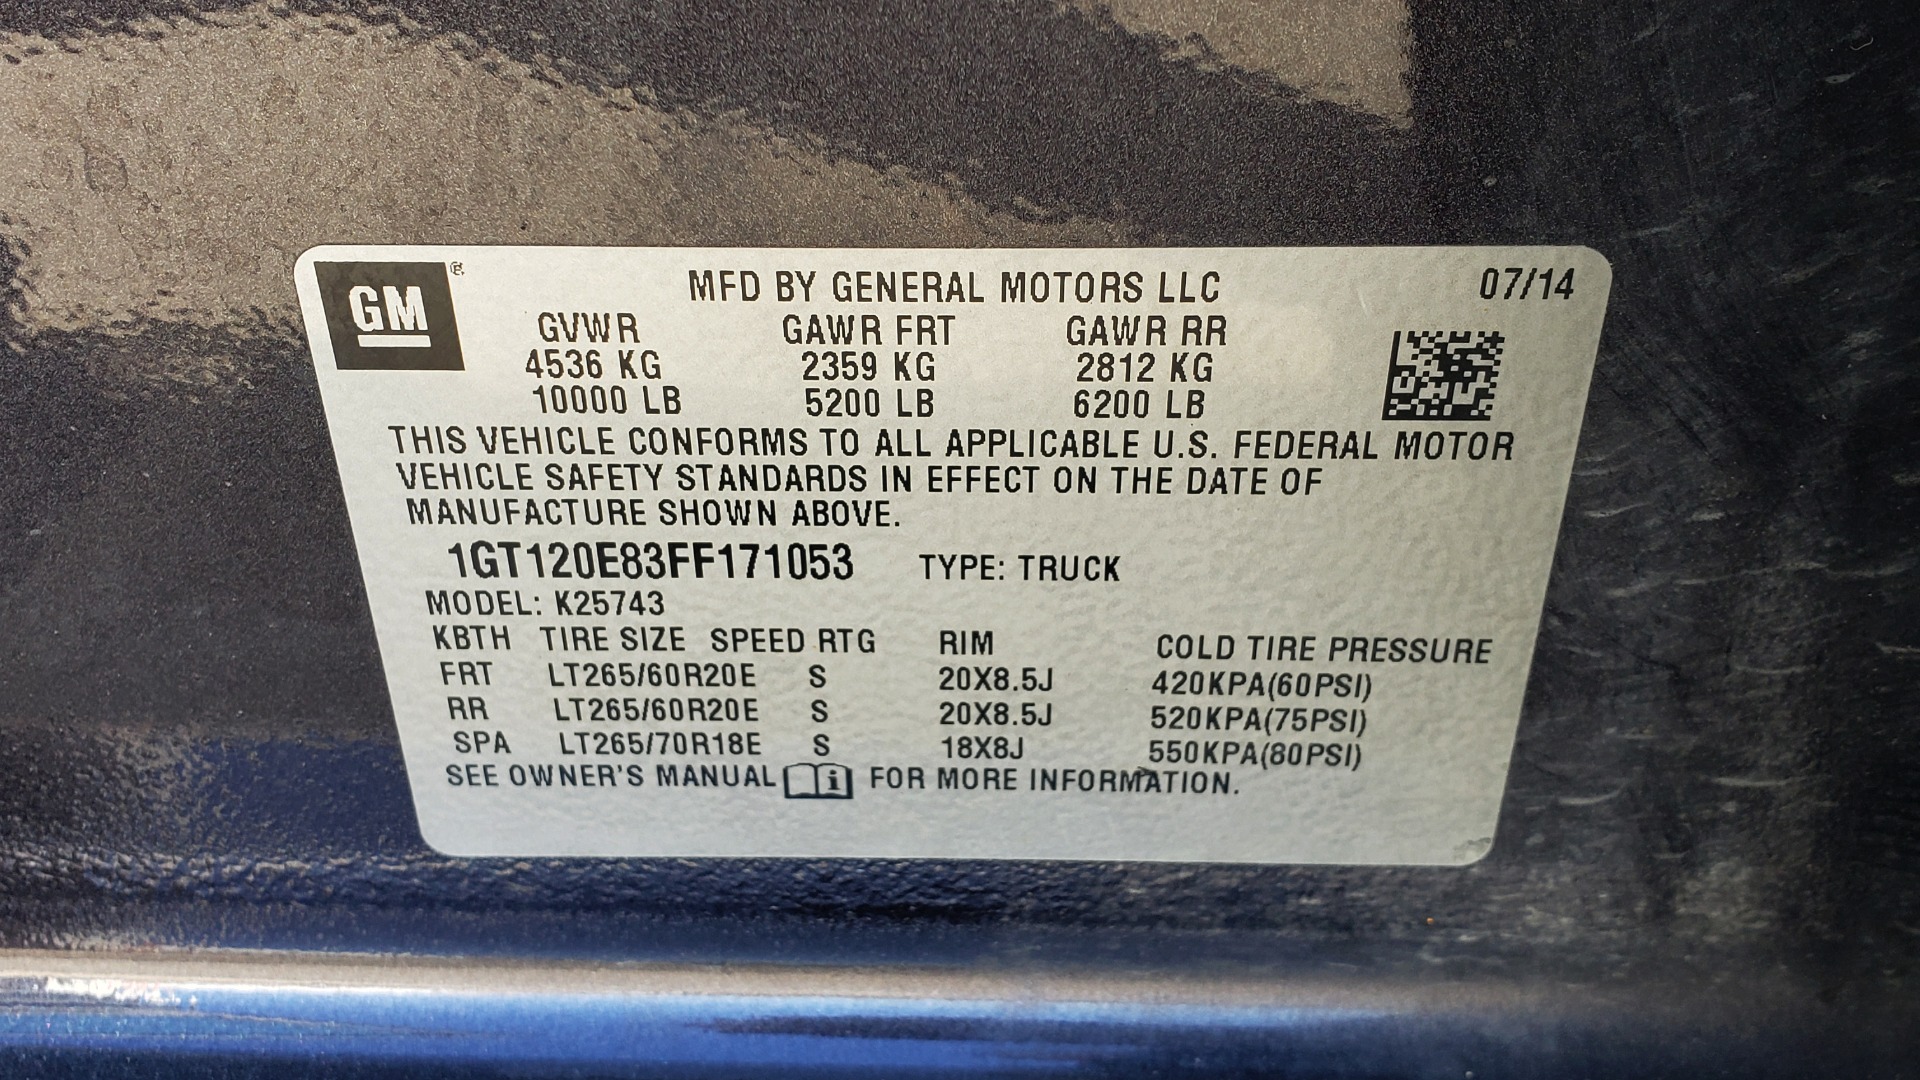 GM ®
MFD BY GENERAL MOTORS LLC 07/14
GVWR GAWR FRT GAWR RR
4536 KG 2359 KG 2812 KG
10000 LB 5200 LB 6200 LB
THIS VEHICLE CONFORMS TO ALL APPLICABLE U.S. FEDERAL MOTOR
VEHICLE SAFETY STANDARDS IN EFFECT ON THE DATE OF
MANUFACTURE SHOWN ABOVE.
1GT120E83FF171053 TYPE: TRUCK
MODEL: K25743
KBTH TIRE SIZE SPEED RTG RIM COLD TIRE PRESSURE
FRT LT265/60R20E S 20X8.5J 420KPA(60PSI)
RR LT265/60R20E S 20X8.5J 520KPA(75PSI)
SPA LT265/70R18E S 18X8J 550KPA(80PSI)
SEE OWNER'S MANUAL i FOR MORE INFORMATION.